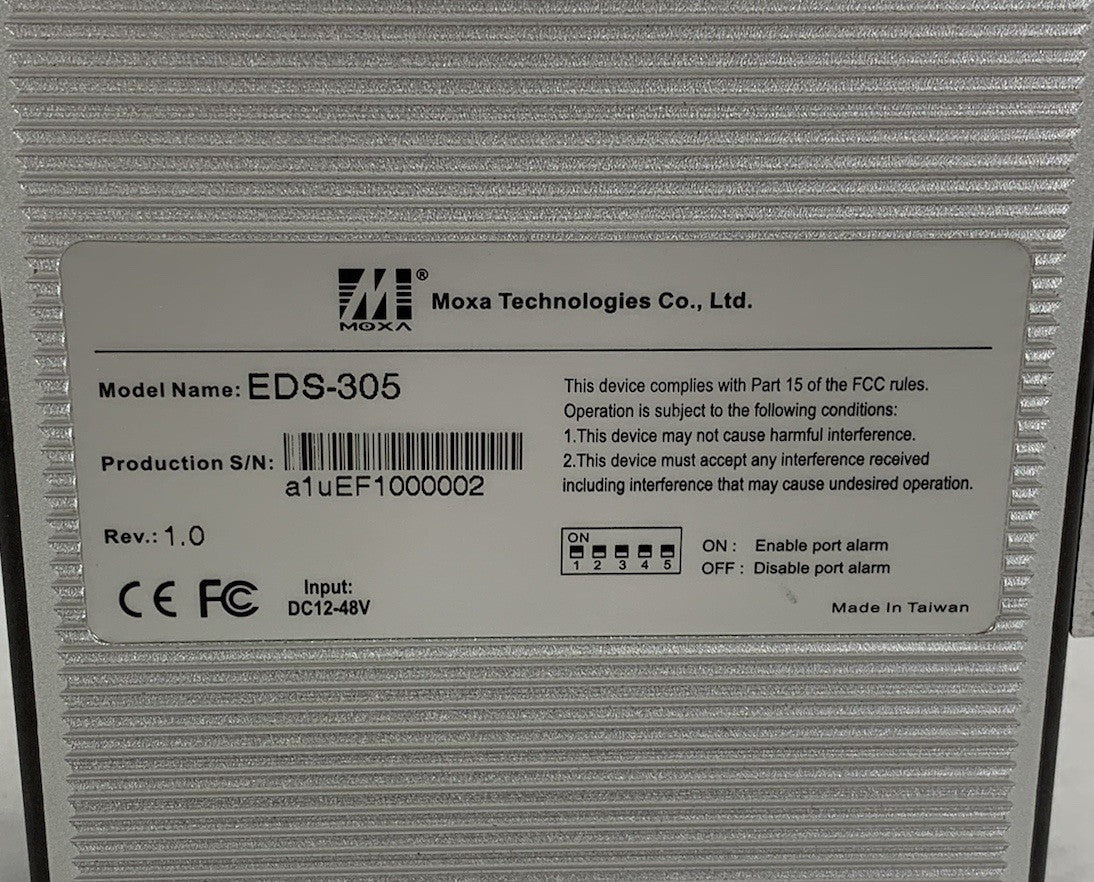 MOXA ®
Moxa Technologies Co., Ltd.
Model Name: EDS-305
Production S/N:
a1uEF1000002
Rev.: 1.0
CE FC
Input:
DC12-48V
This device complies with Part 15 of the FCC rules.
Operation is subject to the following conditions:
1.This device may not cause harmful interference.
2.This device must accept any interference received
including interference that may cause undesired operation.
ON
1 2 3 4 5
ON : Enable port alarm
OFF : Disable port alarm
Made In Taiwan